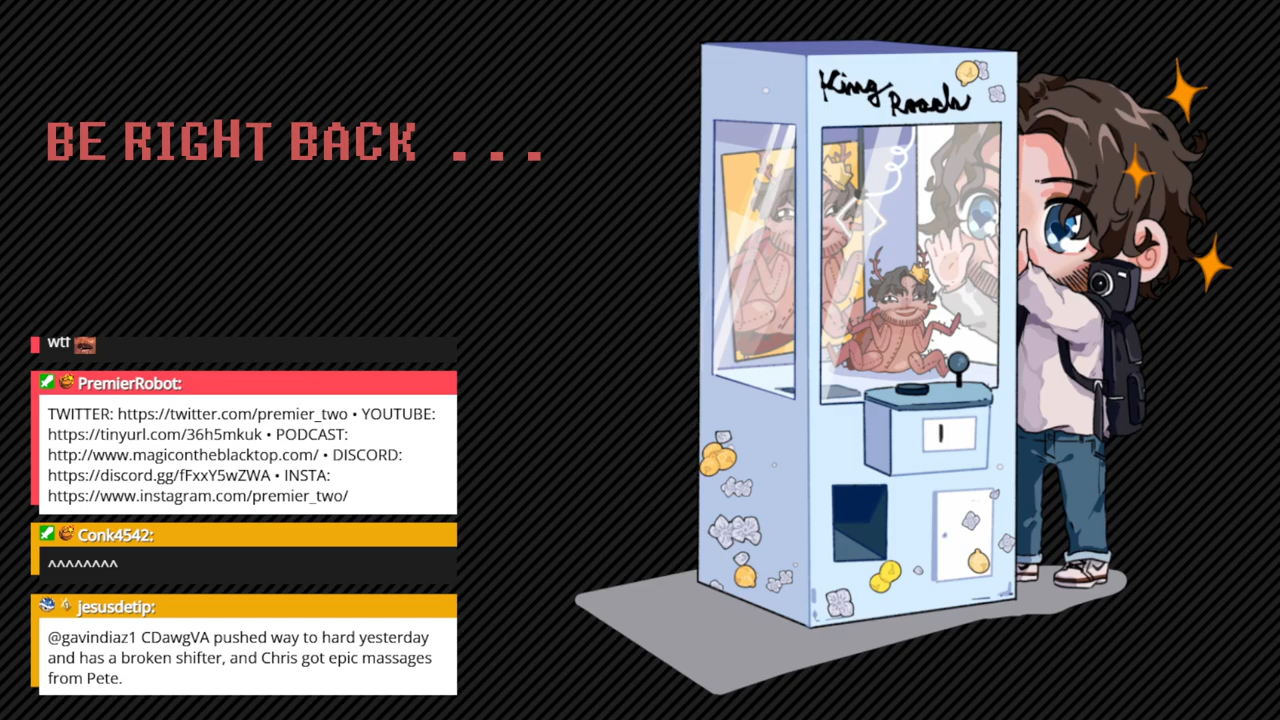 BE RIGHT BACK ...
King
Roach
wtf
PremierRobot:
TWITTER: https://twitter.com/premier_two • YOUTUBE:
https://tinyurl.com/36h5mkuk • PODCAST:
http://www.magicontheblacktop.com/ • DISCORD:
https://discord.gg/fFxxY5wZWA • INSTA:
https://www.instagram.com/premier_two/
Conk4542:
^^^^^^^^
jesusdetip:
@gavindiaz1 CDawgVA pushed way to hard yesterday
and has a broken shifter, and Chris got epic massages
from Pete.